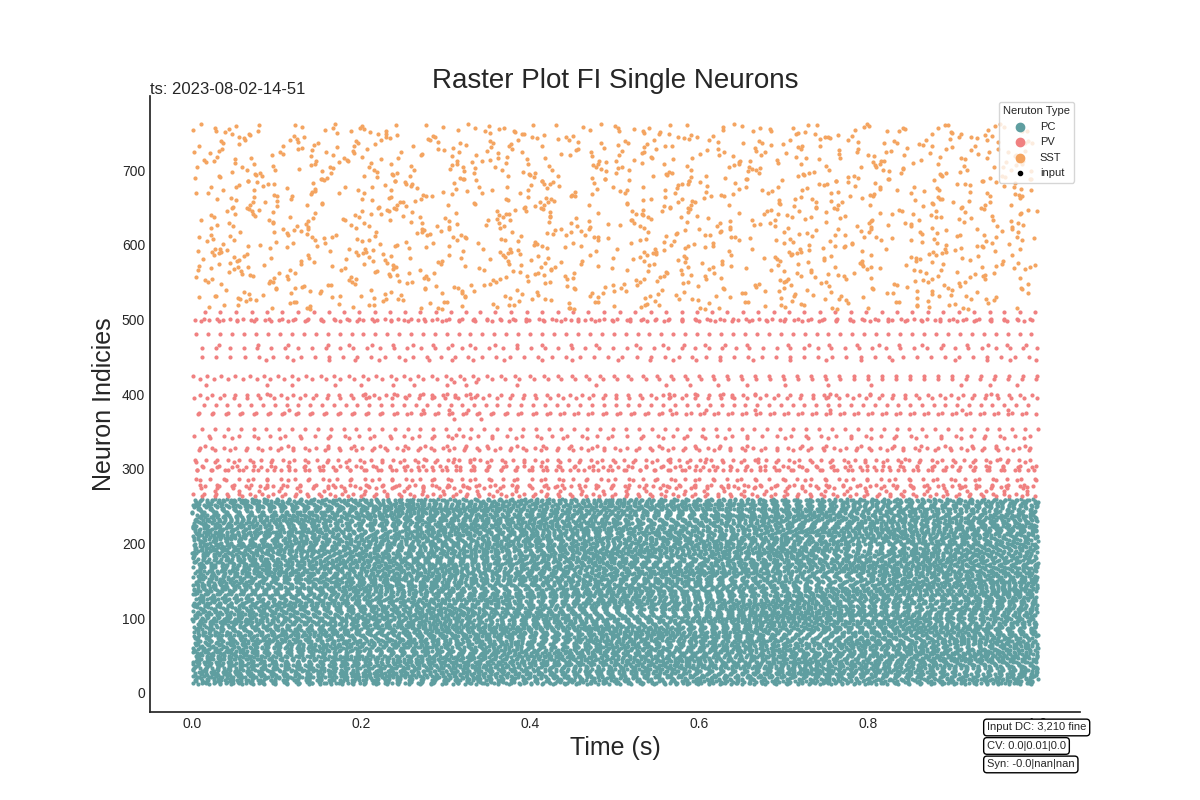 Raster Plot FI Single Neurons
ts: 2023-08-02-14-51
Neruton Type
PC
PV
SST
input
Neuron Indicies
700
600
500
400
300
200
100
0
0.0
0.2
0.4
0.6
0.8
Time (s)
Input DC: 3,210 fine
CV: 0.0|0.01|0.0
Syn: -0.0|nan|nan